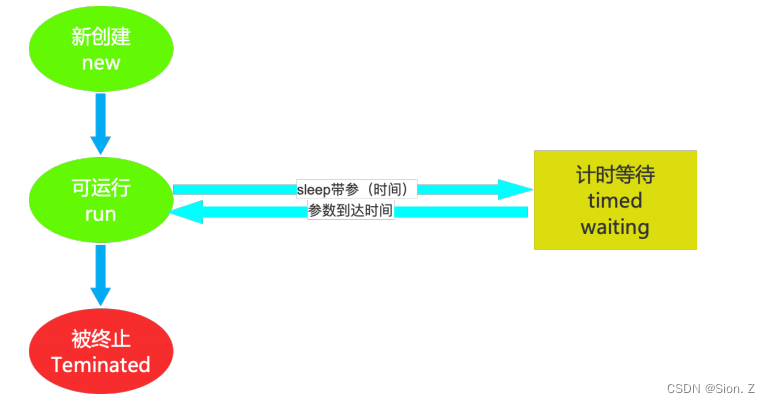 新创建
new
可运行
run
sleep带参（时间）
参数到达时间
计时等待
timed
waiting
被终止
Teminated
CSDN @Sion. Z